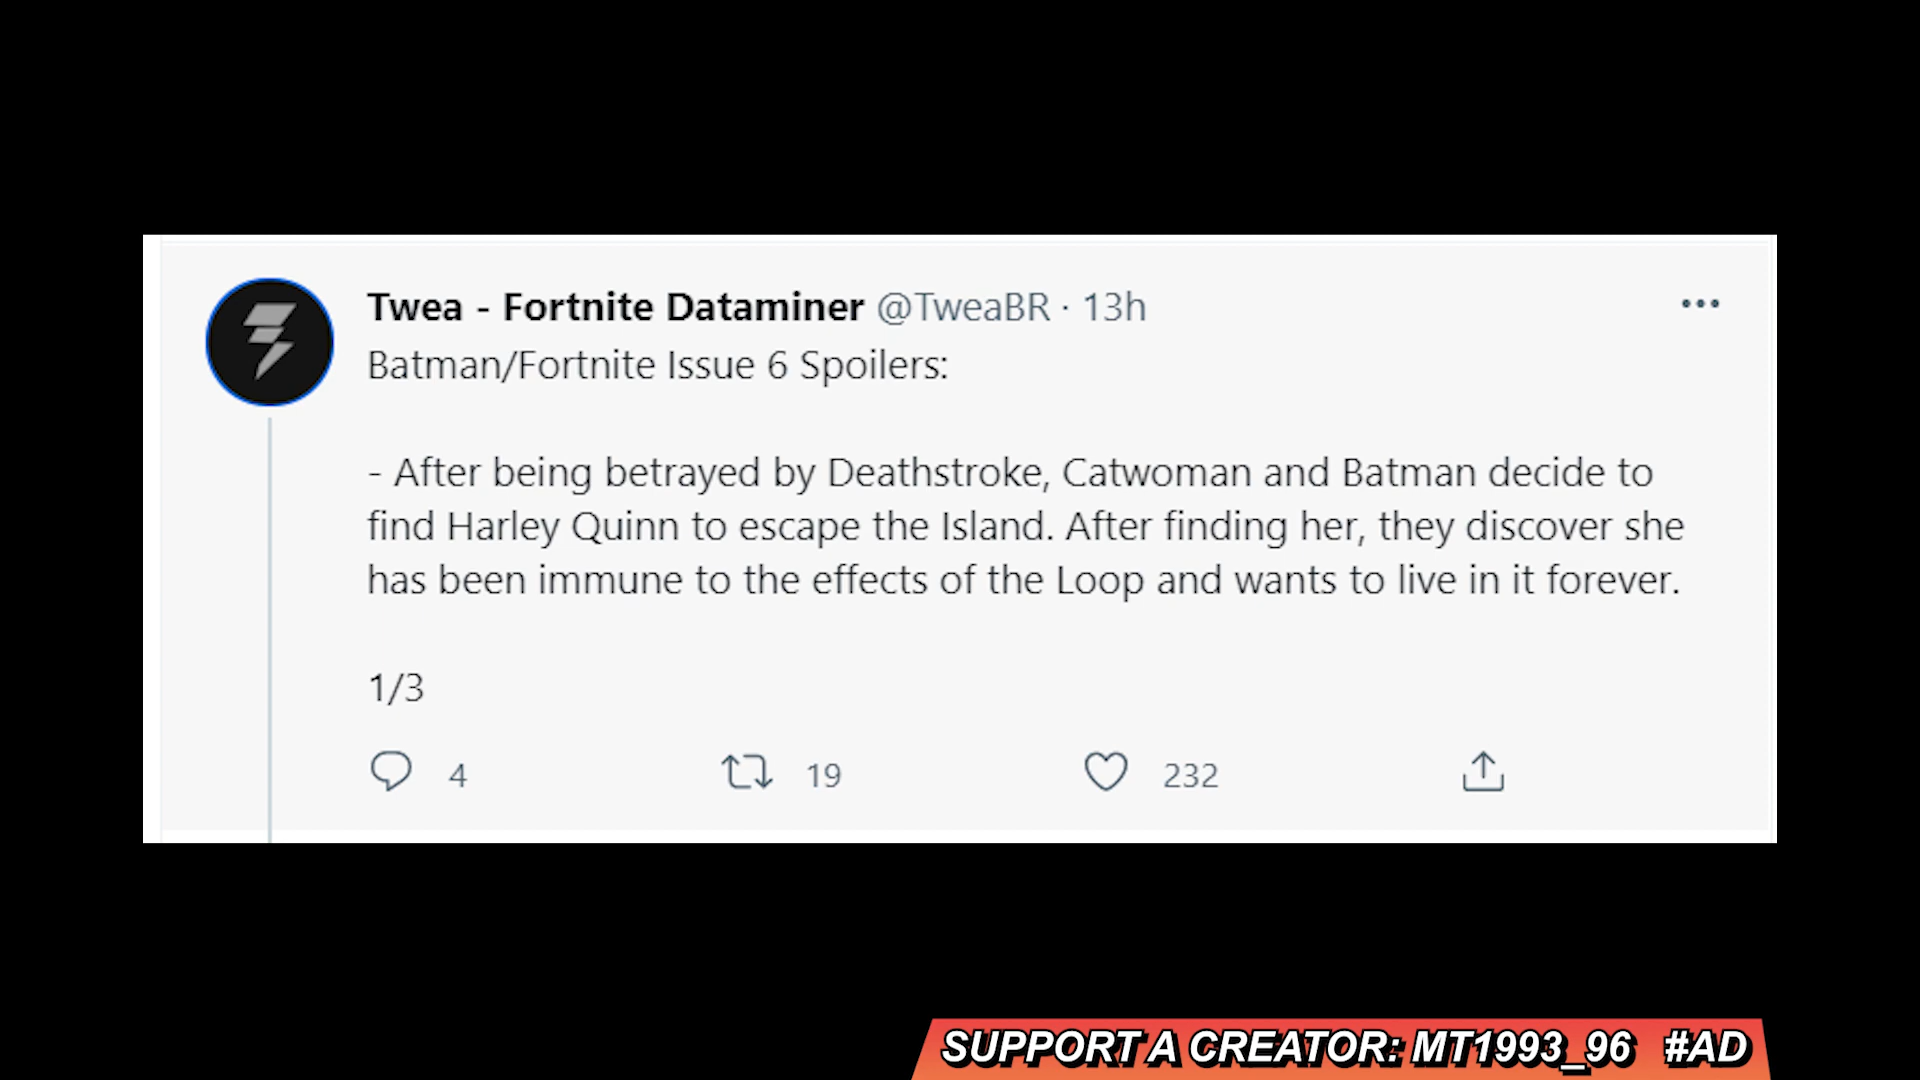 Twea - Fortnite Dataminer @TweaBR · 13h
Batman/Fortnite Issue 6 Spoilers:
- After being betrayed by Deathstroke, Catwoman and Batman decide to
find Harley Quinn to escape the Island. After finding her, they discover she
has been immune to the effects of the Loop and wants to live in it forever.
1/3
4 19 232
SUPPORT A CREATOR: MT1993_96 #AD